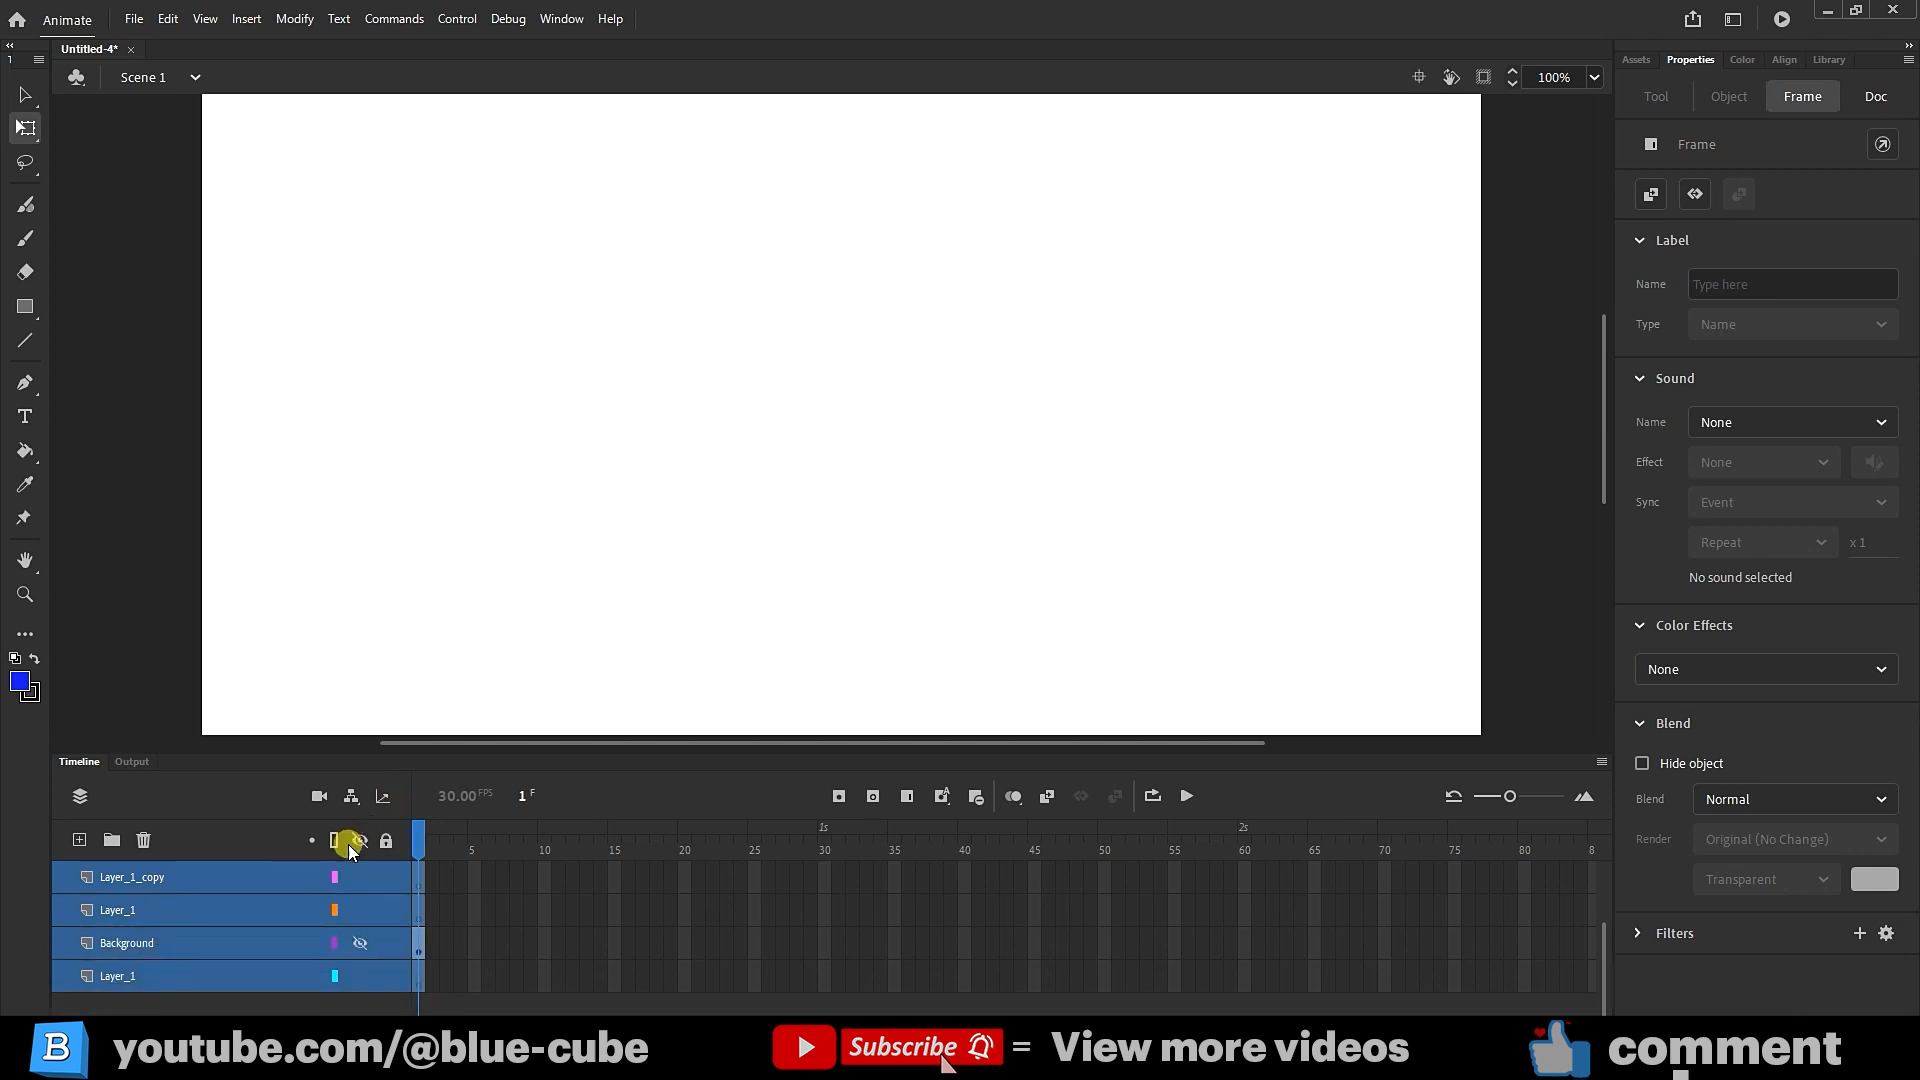 Animate File Edit View Insert Modify Text Commands Control Debug Window Help
Untitled-4* ×
Scene 1
100%
Assets Properties Color Align Library
Tool Object Frame Doc
Frame
Label
Name Type here
Type Name
Sound
Name None
Effect None
Sync Event
Repeat x 1
No sound selected
Color Effects
None
Blend
Hide object
Blend Normal
Render Original (No Change)
Transparent
Filters
Timeline Output
30.00 FPS 1 F
1s 2s
5 10 15 20 25 30 35 40 45 50 55 60 65 70 75 80 8
Layer_1_copy
Layer_1
Background
Layer_1
B youtube.com/@blue-cube Subscribe = View more videos comment